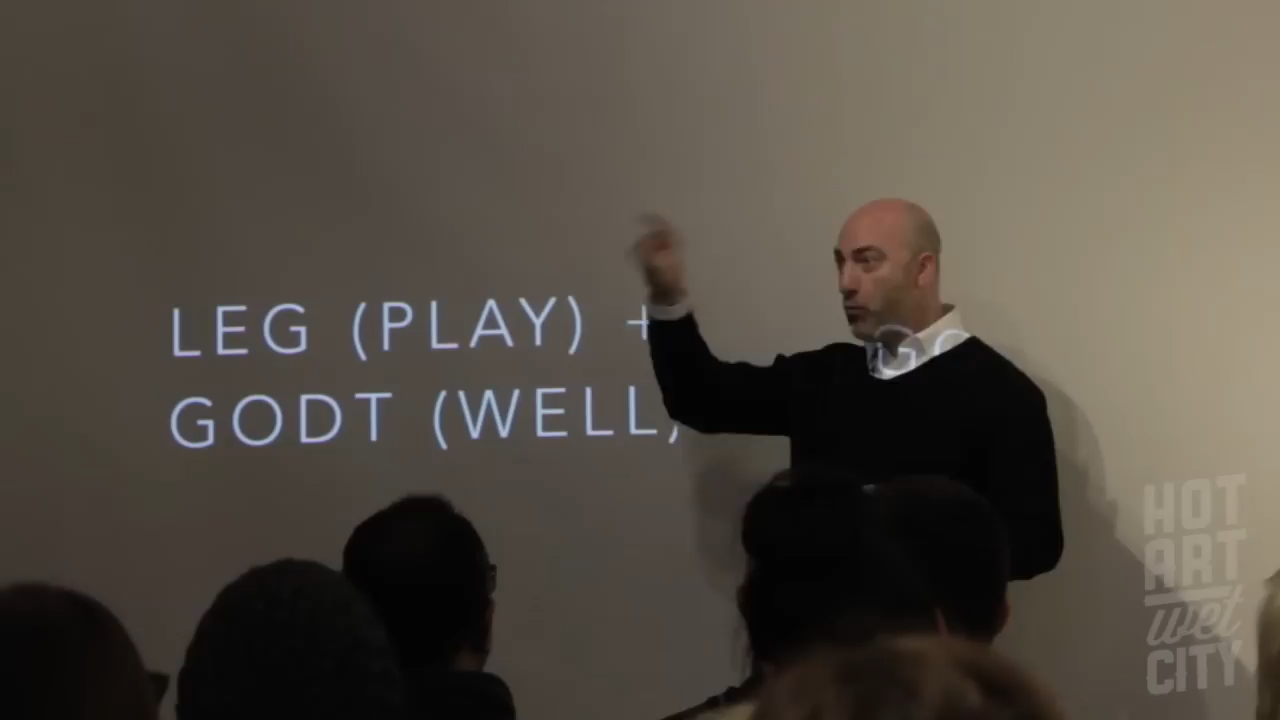 LEG (PLAY) +
GODT (WELL)
HOT
ART
wet
CITY